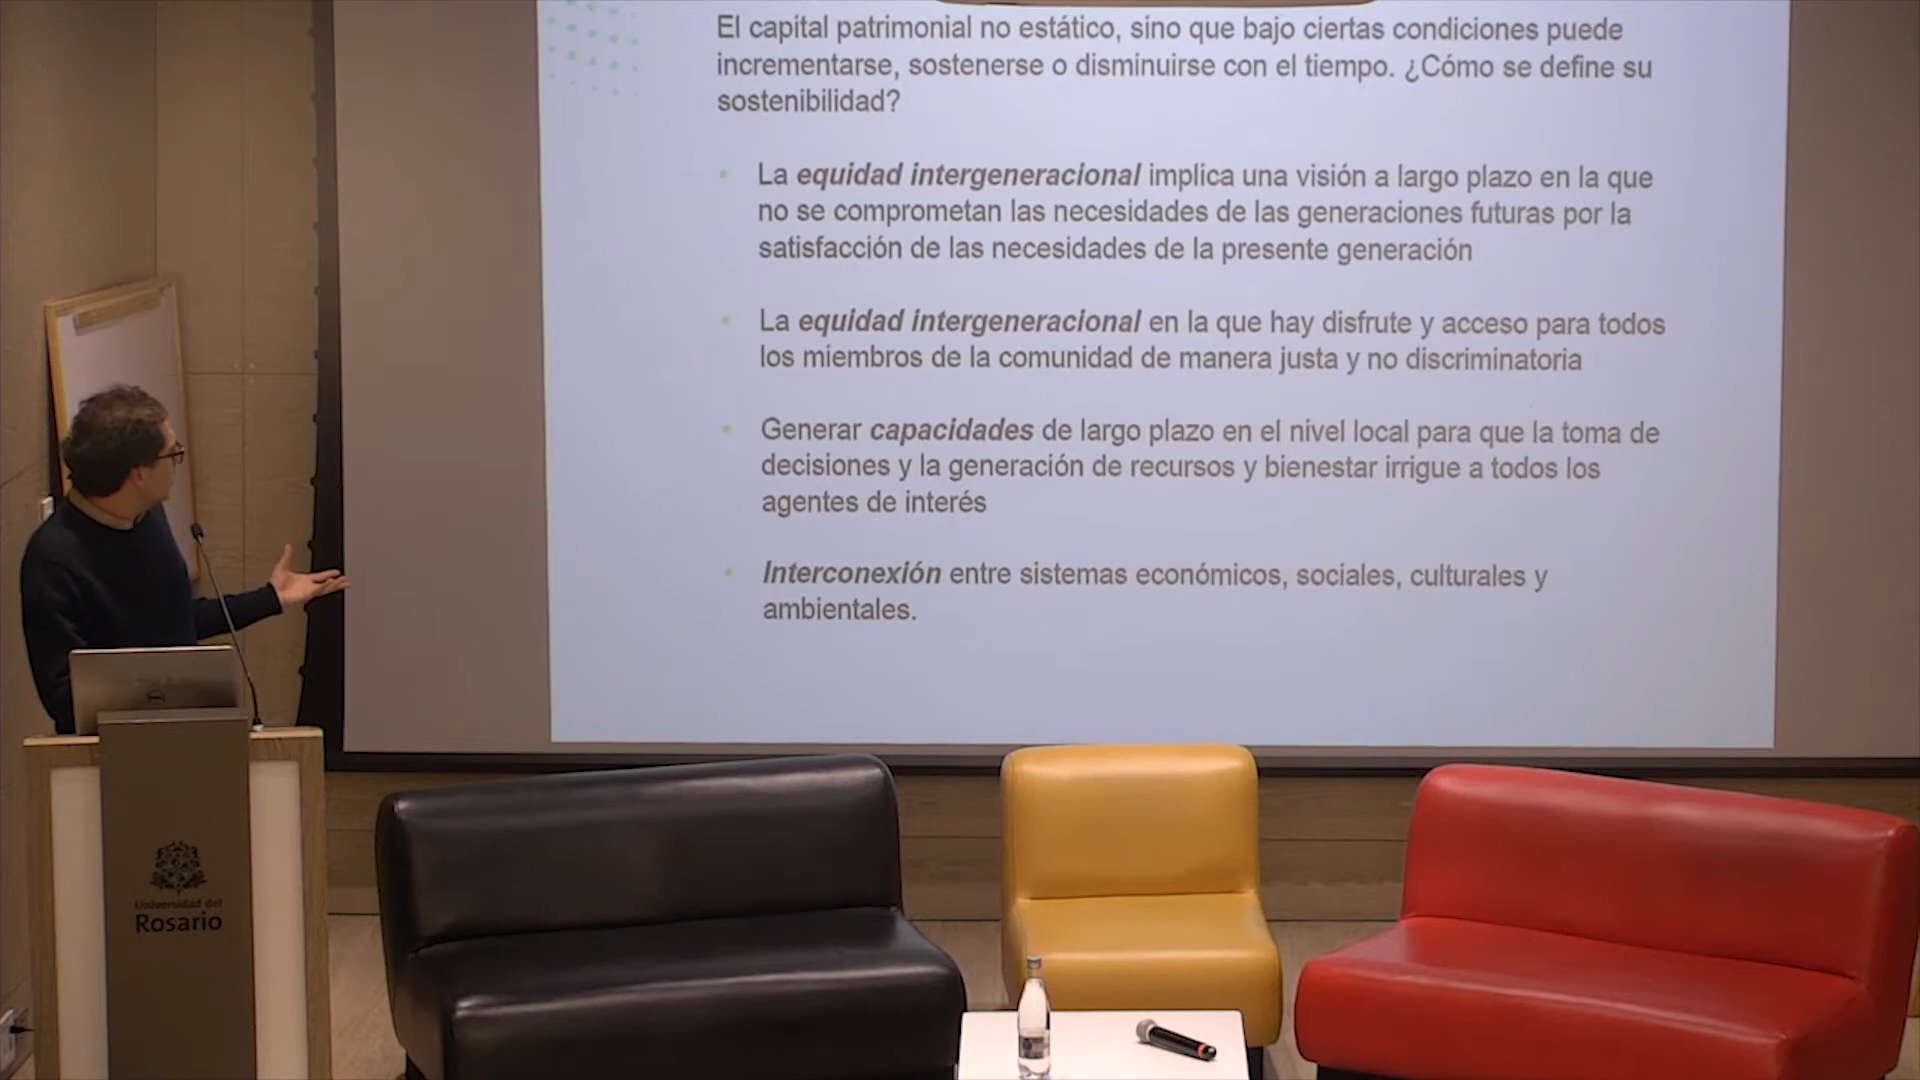 El capital patrimonial no estático, sino que bajo ciertas condiciones puede
incrementarse, sostenerse o disminuirse con el tiempo. ¿Cómo se define su
sostenibilidad?
La equidad intergeneracional implica una visión a largo plazo en la que
no se comprometan las necesidades de las generaciones futuras por la
satisfacción de las necesidades de la presente generación
La equidad intergeneracional en la que hay disfrute y acceso para todos
los miembros de la comunidad de manera justa y no discriminatoria
Generar capacidades de largo plazo en el nivel local para que la toma de
decisiones y la generación de recursos y bienestar irrigue a todos los
agentes de interés
Interconexión entre sistemas económicos, sociales, culturales y
ambientales.
Universidad del
Rosario